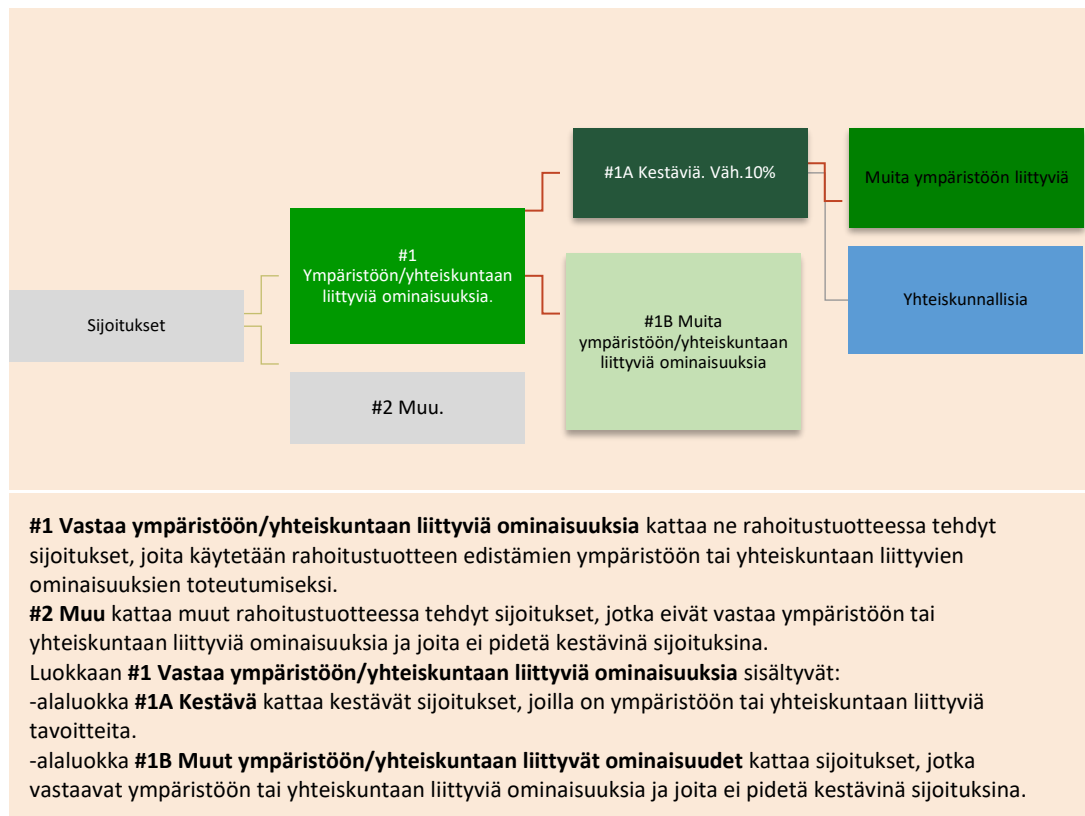 #1A Kestäviä. Väh.10%
Muita ympäristöön liittyviä
#1
Ympäristöön/yhteiskuntaan
liittyviä ominaisuuksia.
Yhteiskunnallisia
Sijoitukset
#1B Muita
ympäristöön/yhteiskuntaan
liittyviä ominaisuuksia
#2 Muu.
#1 Vastaa ympäristöön/yhteiskuntaan liittyviä ominaisuuksia kattaa ne rahoitustuotteessa tehdyt
sijoitukset, joita käytetään rahoitustuotteen edistämien ympäristöön tai yhteiskuntaan liittyvien
ominaisuuksien toteutumiseksi.
#2 Muu kattaa muut rahoitustuotteessa tehdyt sijoitukset, jotka eivät vastaa ympäristöön tai
yhteiskuntaan liittyviä ominaisuuksia ja joita ei pidetä kestävinä sijoituksina.
Luokkaan #1 Vastaa ympäristöön/yhteiskuntaan liittyviä ominaisuuksia sisältyvät:
-alaluokka #1A Kestävä kattaa kestävät sijoitukset, joilla on ympäristöön tai yhteiskuntaan liittyviä
tavoitteita.
-alaluokka #1B Muut ympäristöön/yhteiskuntaan liittyvät ominaisuudet kattaa sijoitukset, jotka
vastaavat ympäristöön tai yhteiskuntaan liittyviä ominaisuuksia ja joita ei pidetä kestävinä sijoituksina.